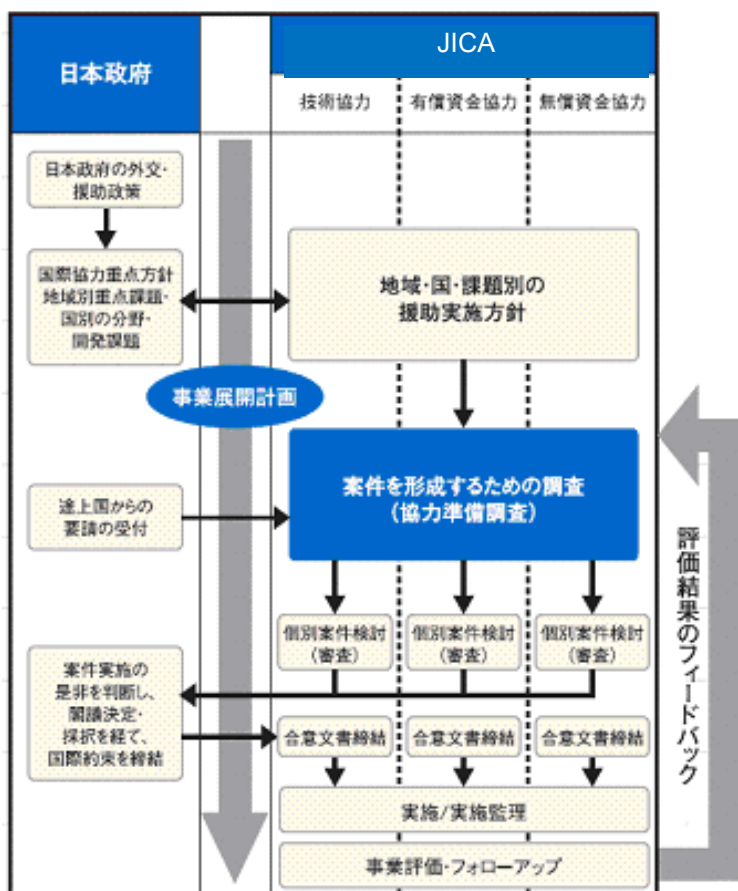 日本政府
JICA
技術協力
有償資金協力
無償資金協力
日本政府の外交・
援助政策
国際協力重点方針
地域別重点課題・
国別の分野・
開発課題
地域・国・課題別の
援助実施方針
事業展開計画
案件を形成するための調査
(協力準備調査)
途上国からの
要請の受付
個別案件検討
(審査)
個別案件検討
(審査)
個別案件検討
(審査)
案件実施の
是非を判断し、
閣議決定・
採択を経て、
国際約束を締結
合意文書締結
合意文書締結
合意文書締結
実施/実施監理
事業評価・フォローアップ
評価結果のフィードバック